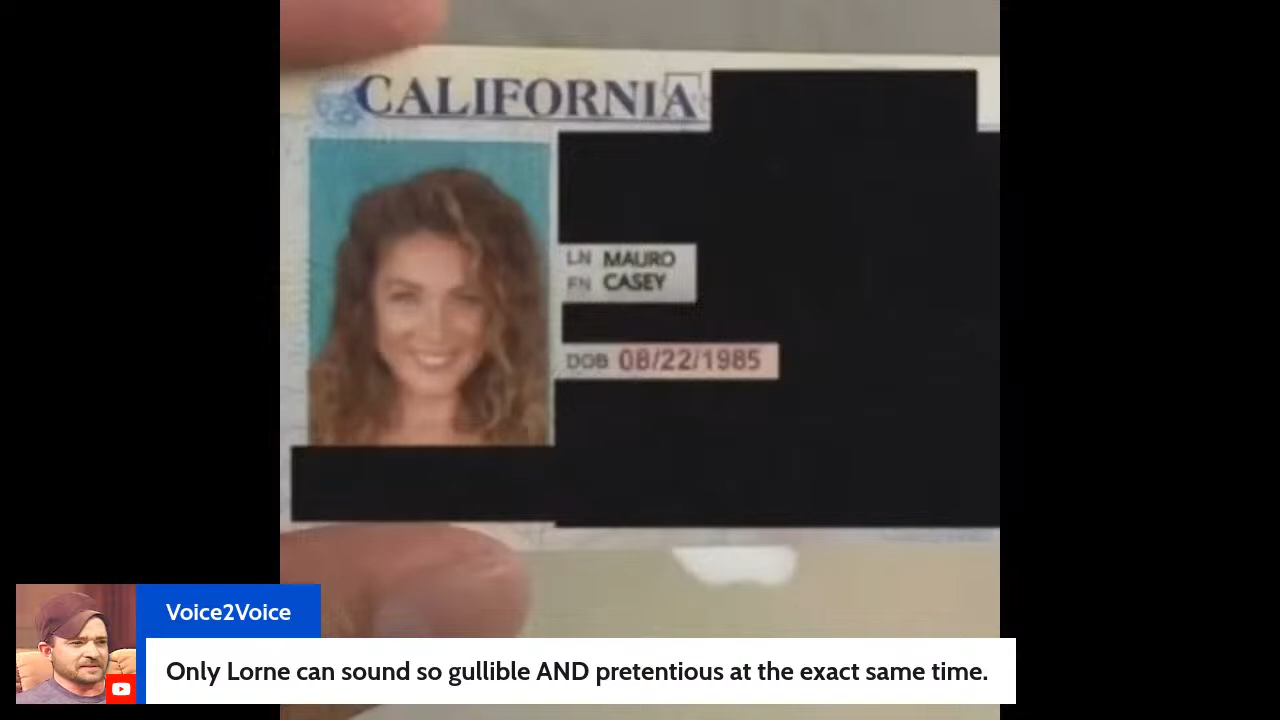 CALIFORNIA
LN MAURO
FN CASEY
DOB 08/22/1985
Voice2Voice
Only Lorne can sound so gullible AND pretentious at the exact same time.